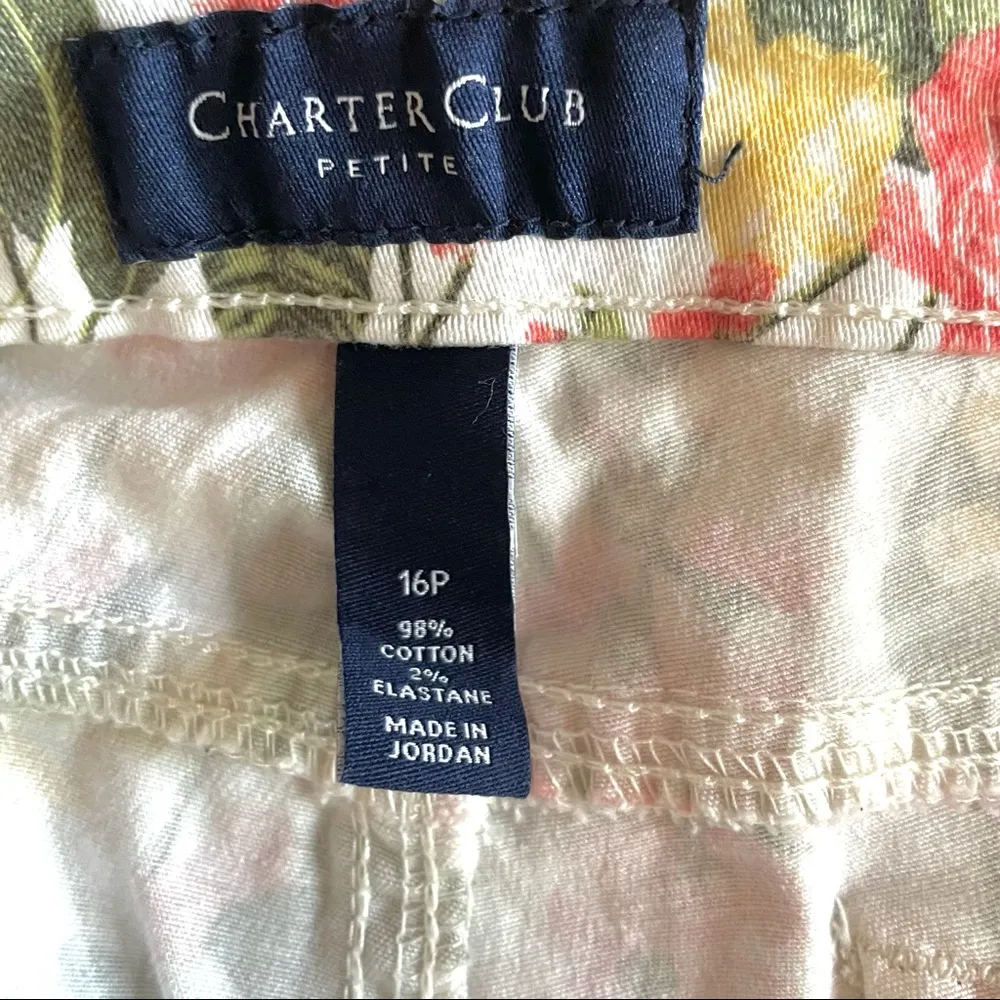 CHARTER CLUB
PETITE
16P
98%
COTTON
2%
ELASTANE
MADE IN
JORDAN